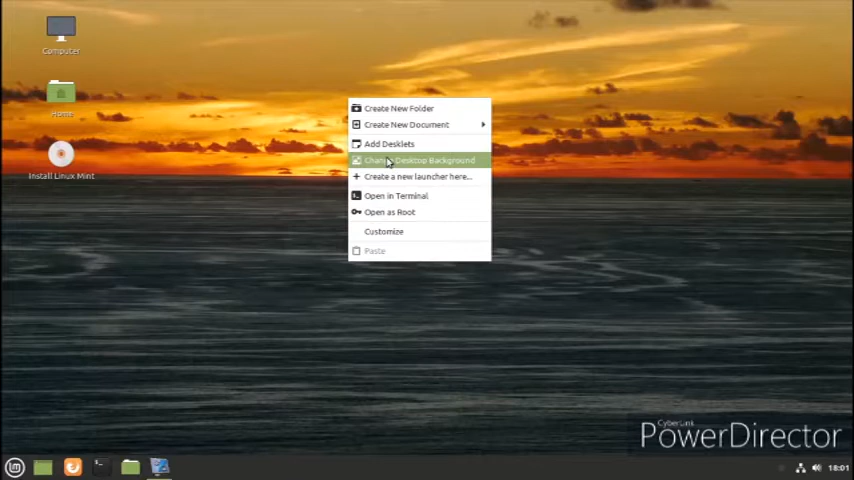 Computer
Home
Install Linux Mint
Create New Folder
Create New Document
Add Desklets
Change Desktop Background
Create a new launcher here...
Open in Terminal
Open as Root
Customize
Paste
CyberLink
PowerDirector
18:01